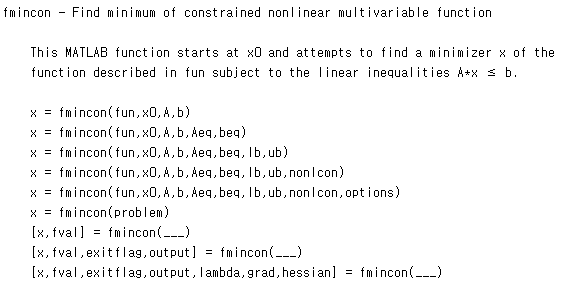 fmincon - Find minimum of constrained nonlinear multivariable function
This MATLAB function starts at x0 and attempts to find a minimizer x of the
function described in fun subject to the linear inequalities A*x ≤ b.
x = fmincon(fun,x0,A,b)
x = fmincon(fun,x0,A,b,Aeq,beq)
x = fmincon(fun,x0,A,b,Aeq,beq,lb,ub)
x = fmincon(fun,x0,A,b,Aeq,beq,lb,ub,nonlcon)
x = fmincon(fun,x0,A,b,Aeq,beq,lb,ub,nonlcon,options)
x = fmincon(problem)
[x,fval] = fmincon(___)
[x,fval,exitflag,output] = fmincon(___)
[x,fval,exitflag,output,lambda,grad,hessian] = fmincon(___)